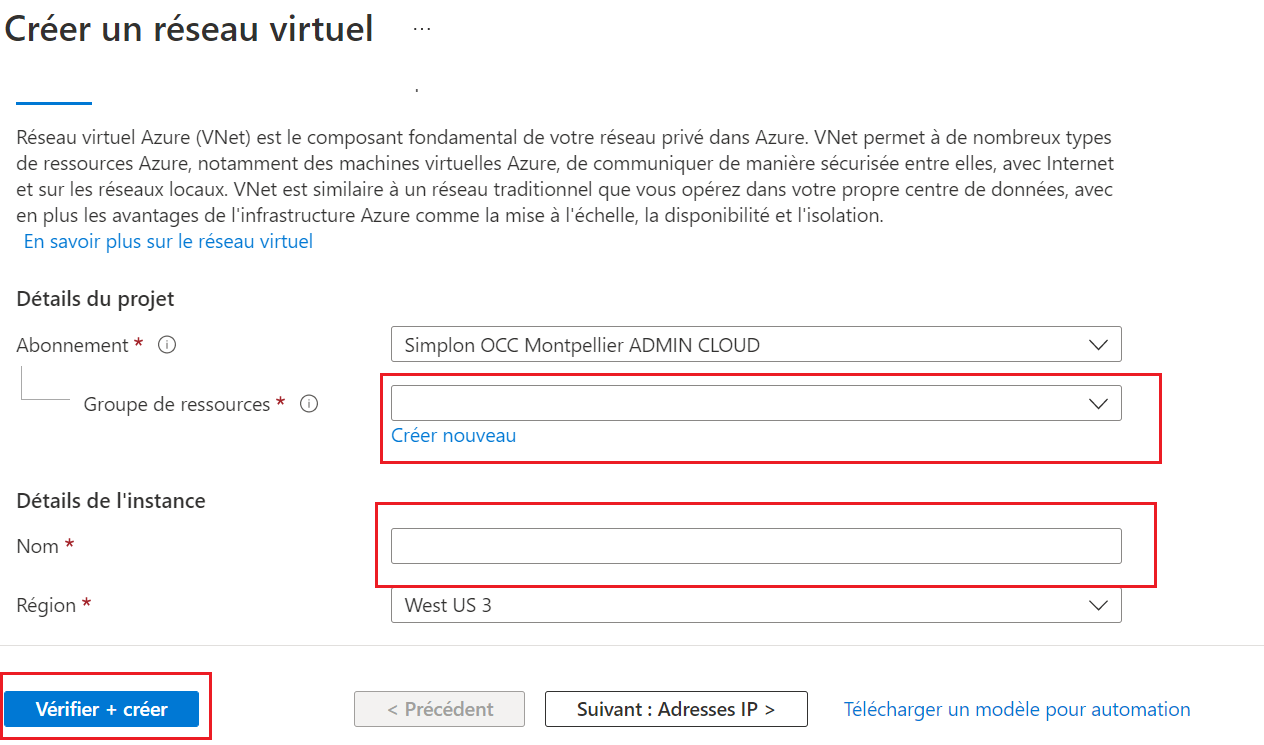 Créer un réseau virtuel ...
Réseau virtuel Azure (VNet) est le composant fondamental de votre réseau privé dans Azure. VNet permet à de nombreux types
de ressources Azure, notamment des machines virtuelles Azure, de communiquer de manière sécurisée entre elles, avec Internet
et sur les réseaux locaux. VNet est similaire à un réseau traditionnel que vous opérez dans votre propre centre de données, avec
en plus les avantages de l'infrastructure Azure comme la mise à l'échelle, la disponibilité et l'isolation.
En savoir plus sur le réseau virtuel
Détails du projet
Abonnement * Simplon OCC Montpellier ADMIN CLOUD
Groupe de ressources *
Créer nouveau
Détails de l'instance
Nom *
Région * West US 3
Vérifier + créer < Précédent Suivant : Adresses IP > Télécharger un modèle pour automation